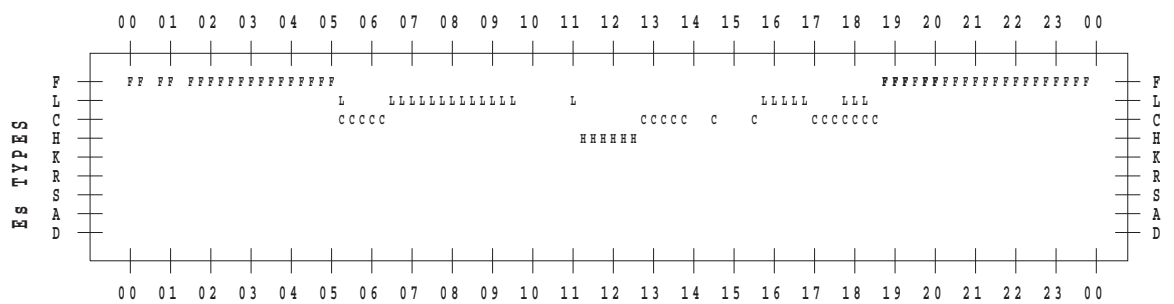 00 01 02 03 04 05 06 07 08 09 10 11 12 13 14 15 16 17 18 19 20 21 22 23 00
F FF FF FFFFFFFFFFFFFFF FFFFFFFFFFFFFFFFFFFFF F
L L LLLLLLLLLLLLL L LLLLL LLL L
C CCCCC CCCCC C C CCCCCCC C
H HHHHHH H
K K
R R
S S
A A
D D
Es TYPES
00 01 02 03 04 05 06 07 08 09 10 11 12 13 14 15 16 17 18 19 20 21 22 23 00